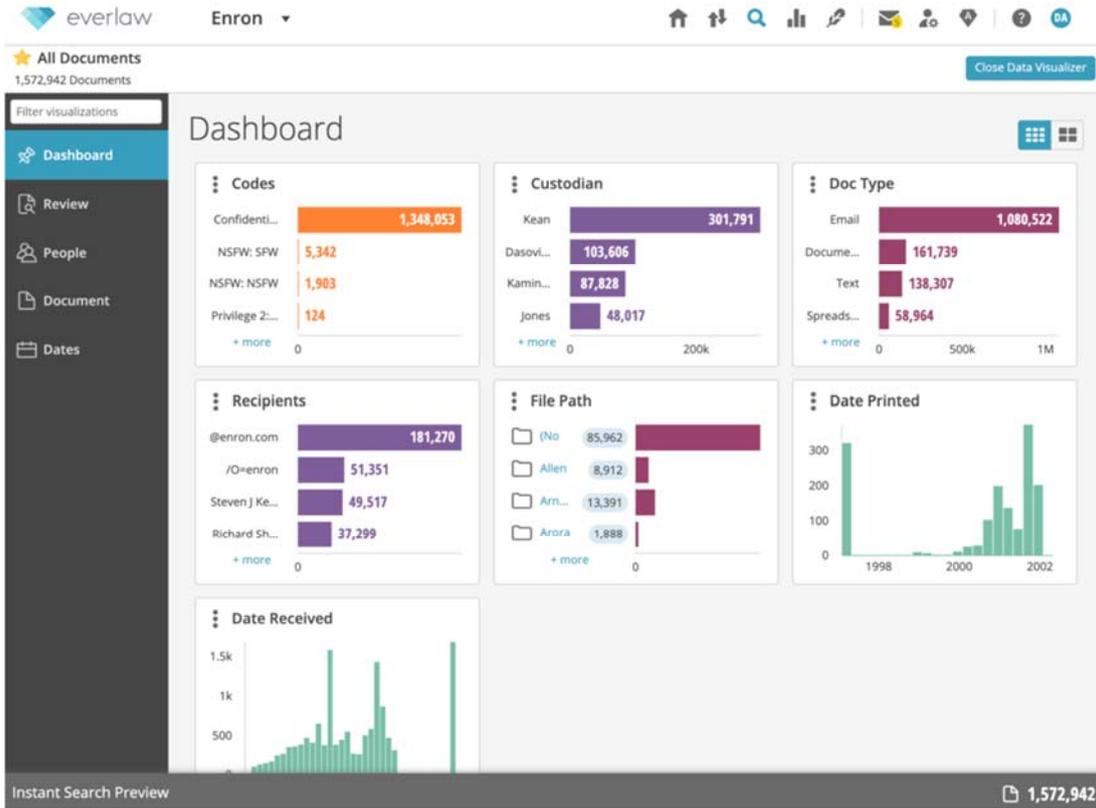 everlaw
Enron
DA
All Documents
1,572,942 Documents
Close Data Visualizer
Filter visualizations
Dashboard
Review
People
Document
Dates
Dashboard
Codes
Confidenti... 1,348,053
NSFW: SFW 5,342
NSFW: NSFW 1,903
Privilege 2:... 124
+ more
0
Custodian
Kean 301,791
Dasovi... 103,606
Kamin... 87,828
Jones 48,017
+ more
0 200k
Doc Type
Email 1,080,522
Docume... 161,739
Text 138,307
Spreads... 58,964
+ more
0 500k 1M
Recipients
@enron.com 181,270
/O=enron 51,351
Steven J Ke... 49,517
Richard Sh... 37,299
+ more
0
File Path
(No 85,962
Allen 8,912
Arn... 13,391
Arora 1,888
+ more
0
Date Printed
300
200
100
0
1998 2000 2002
Date Received
1.5k
1k
500
Instant Search Preview
1,572,942